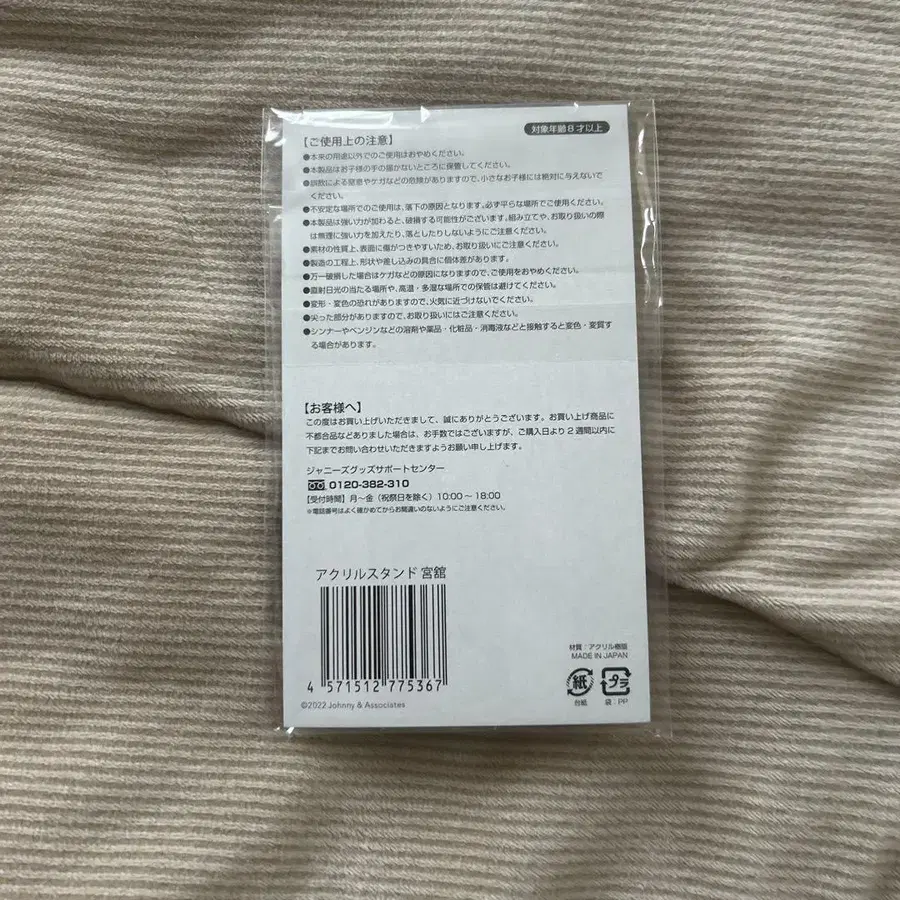 【ご使用上の注意】
対象年齢8才以上
●本来の用途以外でのご使用はおやめください。
●本製品はお子様の手の届かないところに保管してください。
●誤飲による窒息やケガなどの危険がありますので、小さなお子様には絶対に与えないで
ください。
●不安定な場所でのご使用は、落下の原因となります。必ず平らな場所でご使用ください。
●本製品は強い力が加わると、破損する可能性がございます。組み立てや、お取り扱いの際
は無理に強い力を加えたり、落としたりしないようにご注意ください。
●素材の性質上、表面に傷がつきやすいため、お取り扱いにご注意ください。
●製造の工程上、形状や差し込みの具合に個体差があります。
●万一破損した場合はケガなどの原因になりますので、ご使用をおやめください。
●直射日光の当たる場所や、高温・多湿な場所での保管は避けてください。
●変形・変色の恐れがありますので、火気に近づけないでください。
●尖った部分がありますので、お取り扱いにはご注意ください。
●シンナーやベンジンなどの溶剤や薬品・化粧品・消毒液などと接触すると変色・変質す
る場合があります。
【お客様へ】
この度はお買い上げいただきまして、誠にありがとうございます。お買い上げ商品に
不都合品などありました場合は、お手数ではございますが、ご購入日より2週間以内に
下記までお問い合わせいただきますようお願い申し上げます。
ジャニーズグッズサポートセンター
0120-382-310
【受付時間】月〜金（祝祭日を除く）10:00〜18:00
※電話番号はよく確かめてからお間違いのないようにご注意ください。
アクリルスタンド 宮舘
4 571512 775367
©2022 Johnny & Associates
材質：アクリル樹脂
MADE IN JAPAN
紙 プラ
台紙 袋：PP